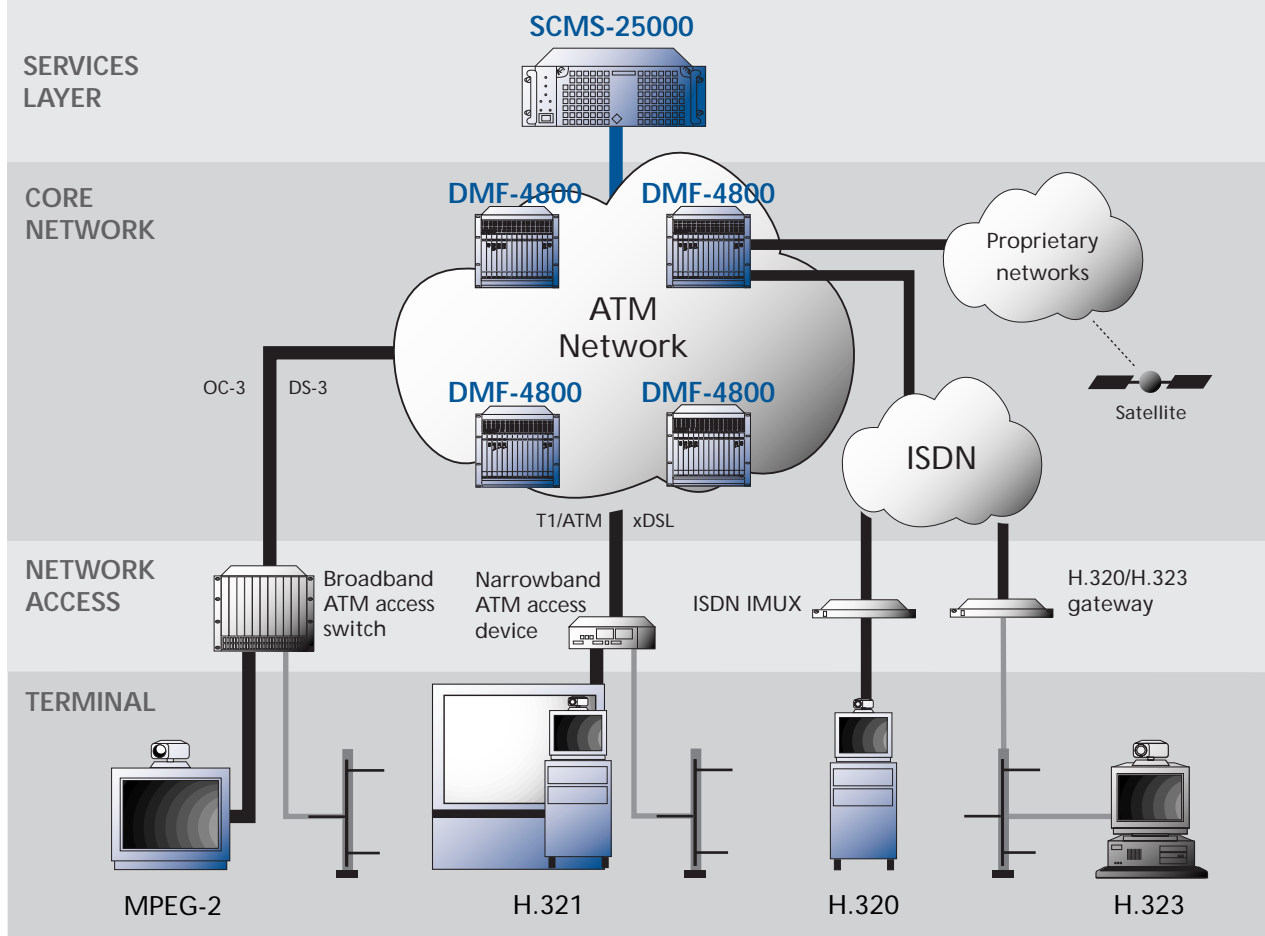 SCMS-25000
SERVICES
LAYER
CORE
NETWORK
DMF-4800
DMF-4800
Proprietary
networks
ATM
Network
OC-3
DS-3
DMF-4800
DMF-4800
Satellite
ISDN
T1/ATM
xDSL
NETWORK
ACCESS
Broadband
ATM access
switch
Narrowband
ATM access
device
ISDN IMUX
H.320/H.323
gateway
TERMINAL
MPEG-2
H.321
H.320
H.323